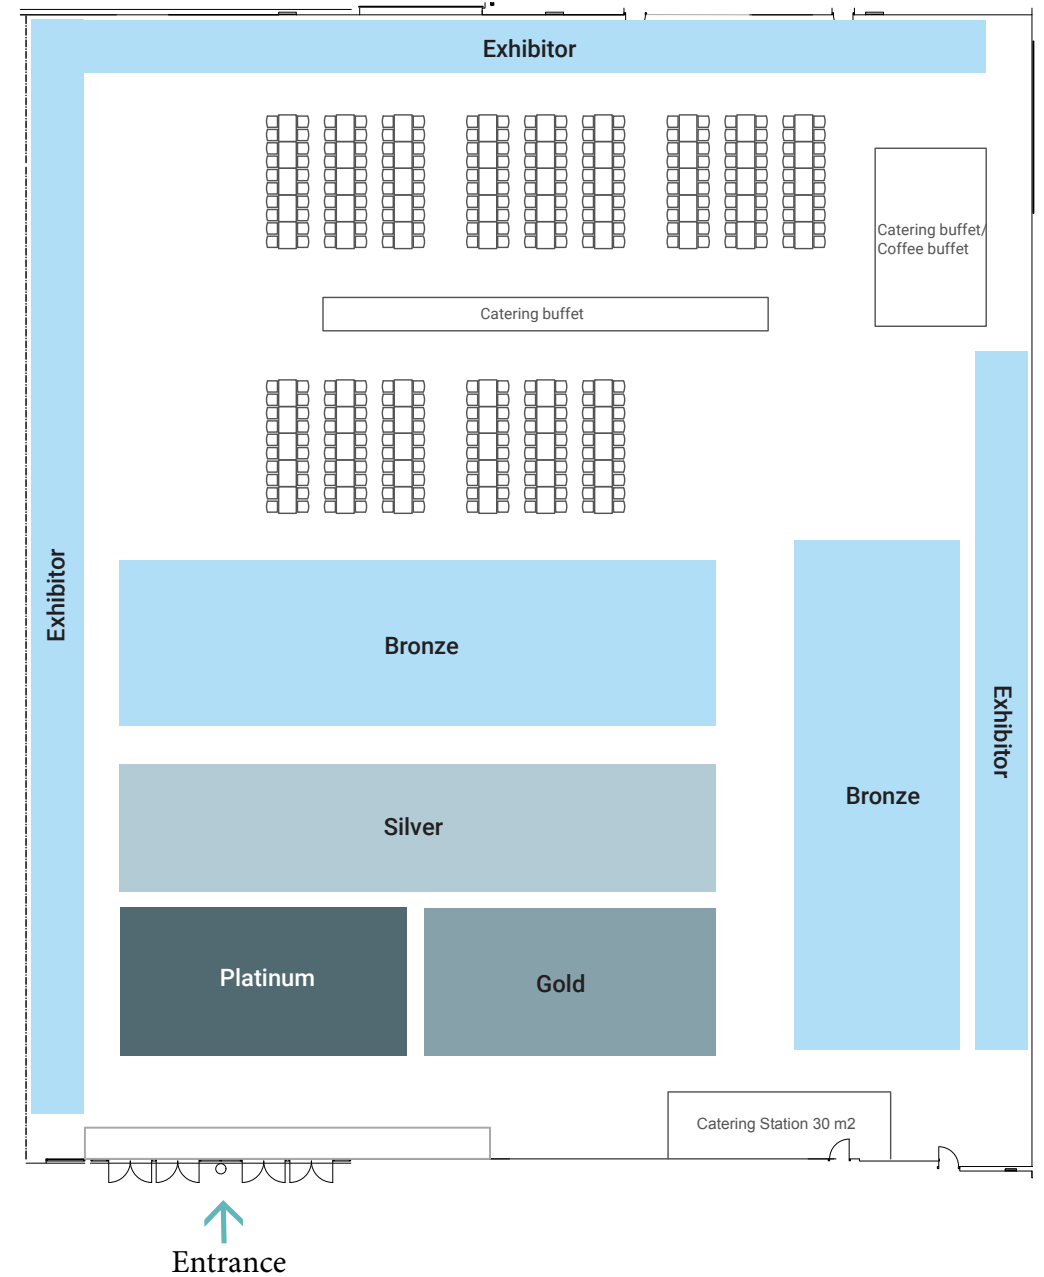 Exhibitor
Catering buffet/
Coffee buffet
Catering buffet
Exhibitor
Bronze
Exhibitor
Bronze
Silver
Platinum
Gold
Catering Station 30 m2
Entrance